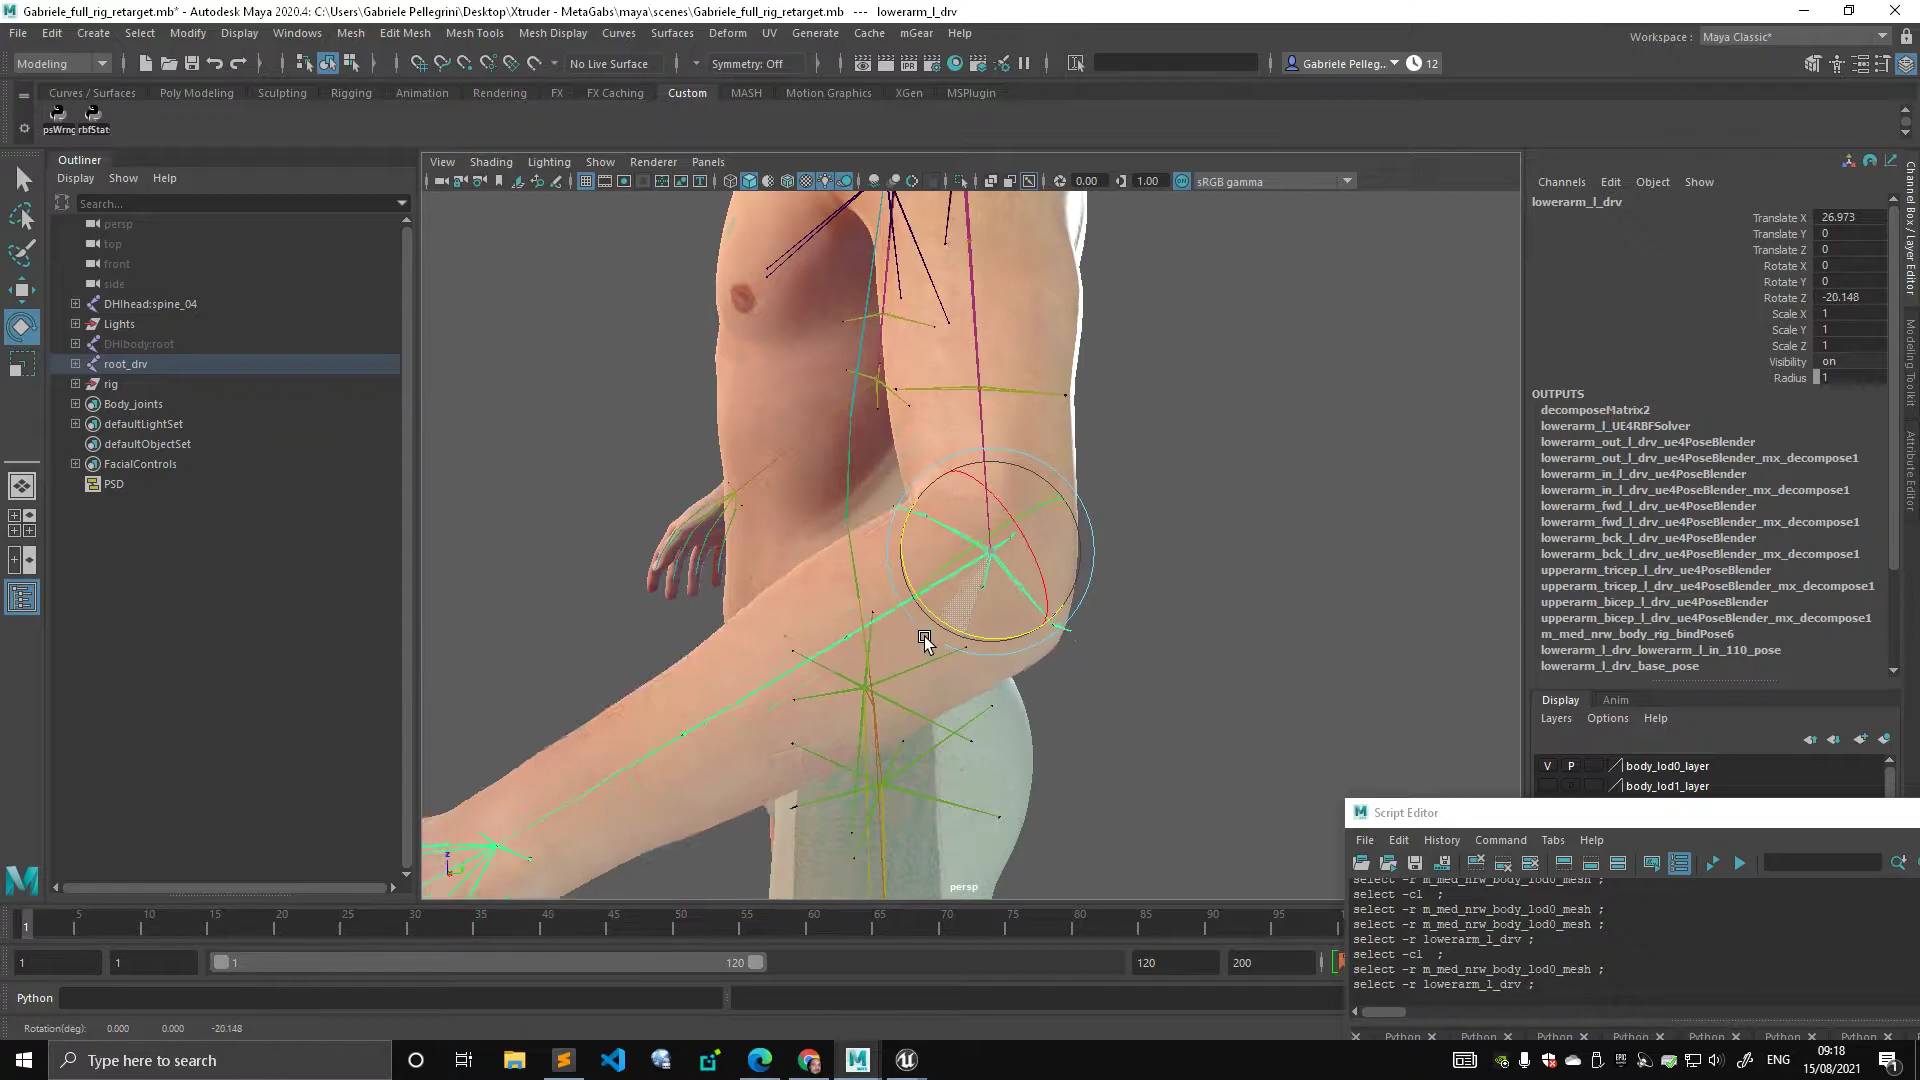 Gabriele_full_rig_retarget.mb* - Autodesk Maya 2020.4: C:\Users\Gabriele Pellegrini\Desktop\Xtruder - MetaGabs\maya\scenes\Gabriele_full_rig_retarget.mb --- lowerarm_l_drv
File Edit Create Select Modify Display Windows Mesh Edit Mesh Mesh Tools Mesh Display Curves Surfaces Deform UV Generate Cache mGear Help
Workspace : Maya Classic*
Modeling No Live Surface Symmetry: Off Gabriele Pelleg... 12
Curves / Surfaces Poly Modeling Sculpting Rigging Animation Rendering FX FX Caching Custom MASH Motion Graphics XGen MSPlugin
psWrng rbfStat
Outliner
Display Show Help
Search...
persp
top
front
side
DHIhead:spine_04
Lights
DHIbody:root
root_drv
rig
Body_joints
defaultLightSet
defaultObjectSet
FacialControls
PSD
View Shading Lighting Show Renderer Panels
0.00 1.00 sRGB gamma
persp
Channels Edit Object Show
lowerarm_l_drv
Translate X 26.973
Translate Y 0
Translate Z 0
Rotate X 0
Rotate Y 0
Rotate Z -20.148
Scale X 1
Scale Y 1
Scale Z 1
Visibility on
Radius 1
OUTPUTS
decomposeMatrix2
lowerarm_l_UE4RBFSolver
lowerarm_out_l_drv_ue4PoseBlender
lowerarm_out_l_drv_ue4PoseBlender_mx_decompose1
lowerarm_in_l_drv_ue4PoseBlender
lowerarm_in_l_drv_ue4PoseBlender_mx_decompose1
lowerarm_fwd_l_drv_ue4PoseBlender
lowerarm_fwd_l_drv_ue4PoseBlender_mx_decompose1
lowerarm_bck_l_drv_ue4PoseBlender
lowerarm_bck_l_drv_ue4PoseBlender_mx_decompose1
upperarm_tricep_l_drv_ue4PoseBlender
upperarm_tricep_l_drv_ue4PoseBlender_mx_decompose1
upperarm_bicep_l_drv_ue4PoseBlender
upperarm_bicep_l_drv_ue4PoseBlender_mx_decompose1
m_med_nrw_body_rig_bindPose6
lowerarm_l_drv_lowerarm_l_in_110_pose
lowerarm_l_drv_base_pose
Channel Box / Layer Editor
Modeling Toolkit
Attribute Editor
Display Anim
Layers Options Help
V P body_lod0_layer
body_lod1_layer
Script Editor
File Edit History Command Tabs Help
select -r m_med_nrw_body_lod0_mesh ;
select -cl ;
select -r m_med_nrw_body_lod0_mesh ;
select -r m_med_nrw_body_lod0_mesh ;
select -r lowerarm_l_drv ;
select -cl ;
select -r m_med_nrw_body_lod0_mesh ;
select -r lowerarm_l_drv ;
Python Python Python Python Python Python Python
1 5 10 15 20 25 30 35 40 45 50 55 60 65 70 75 80 85 90 95
1 1 1 120 120 200
Python
Rotation(deg): 0.000 0.000 -20.148
Type here to search
ENG
09:18
15/08/2021
1